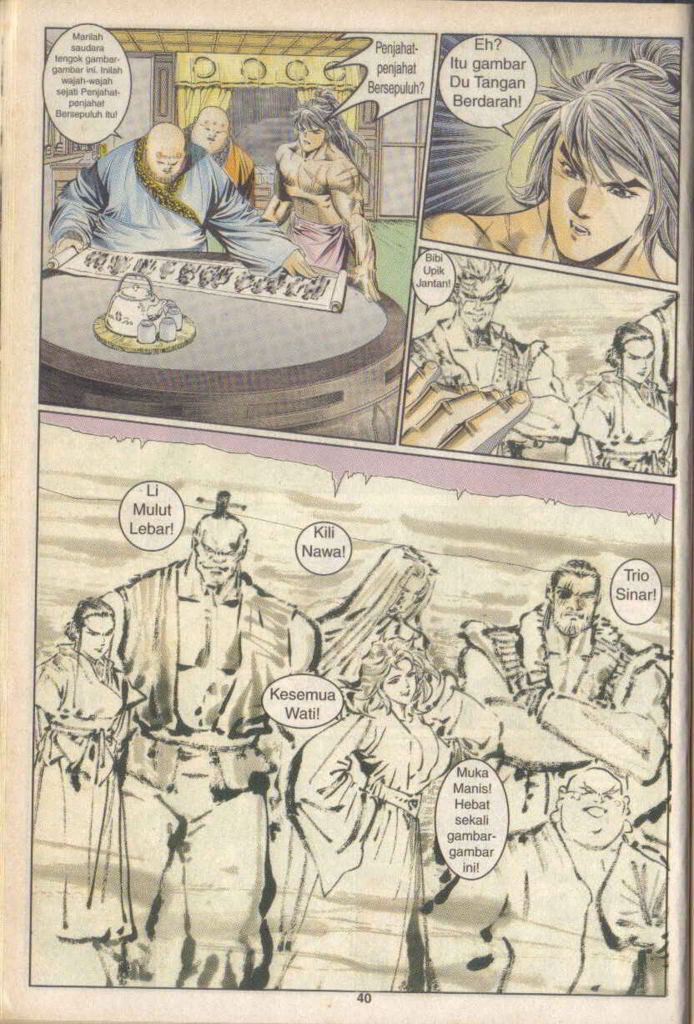 Marilah
saudara
tengok gambar-
gambar ini. Inilah
wajah-wajah
sejati Penjahat-
penjahat
Bersepuluh itu!
Penjahat-
penjahat
Bersepuluh?
Eh?
Itu gambar
Du Tangan
Berdarah!
Bibi
Upik
Jantan!
Li
Mulut
Lebar!
Kili
Nawa!
Trio
Sinar!
Kesemua
Wati!
Muka
Manis!
Hebat
sekali
gambar-
gambar
ini!
40